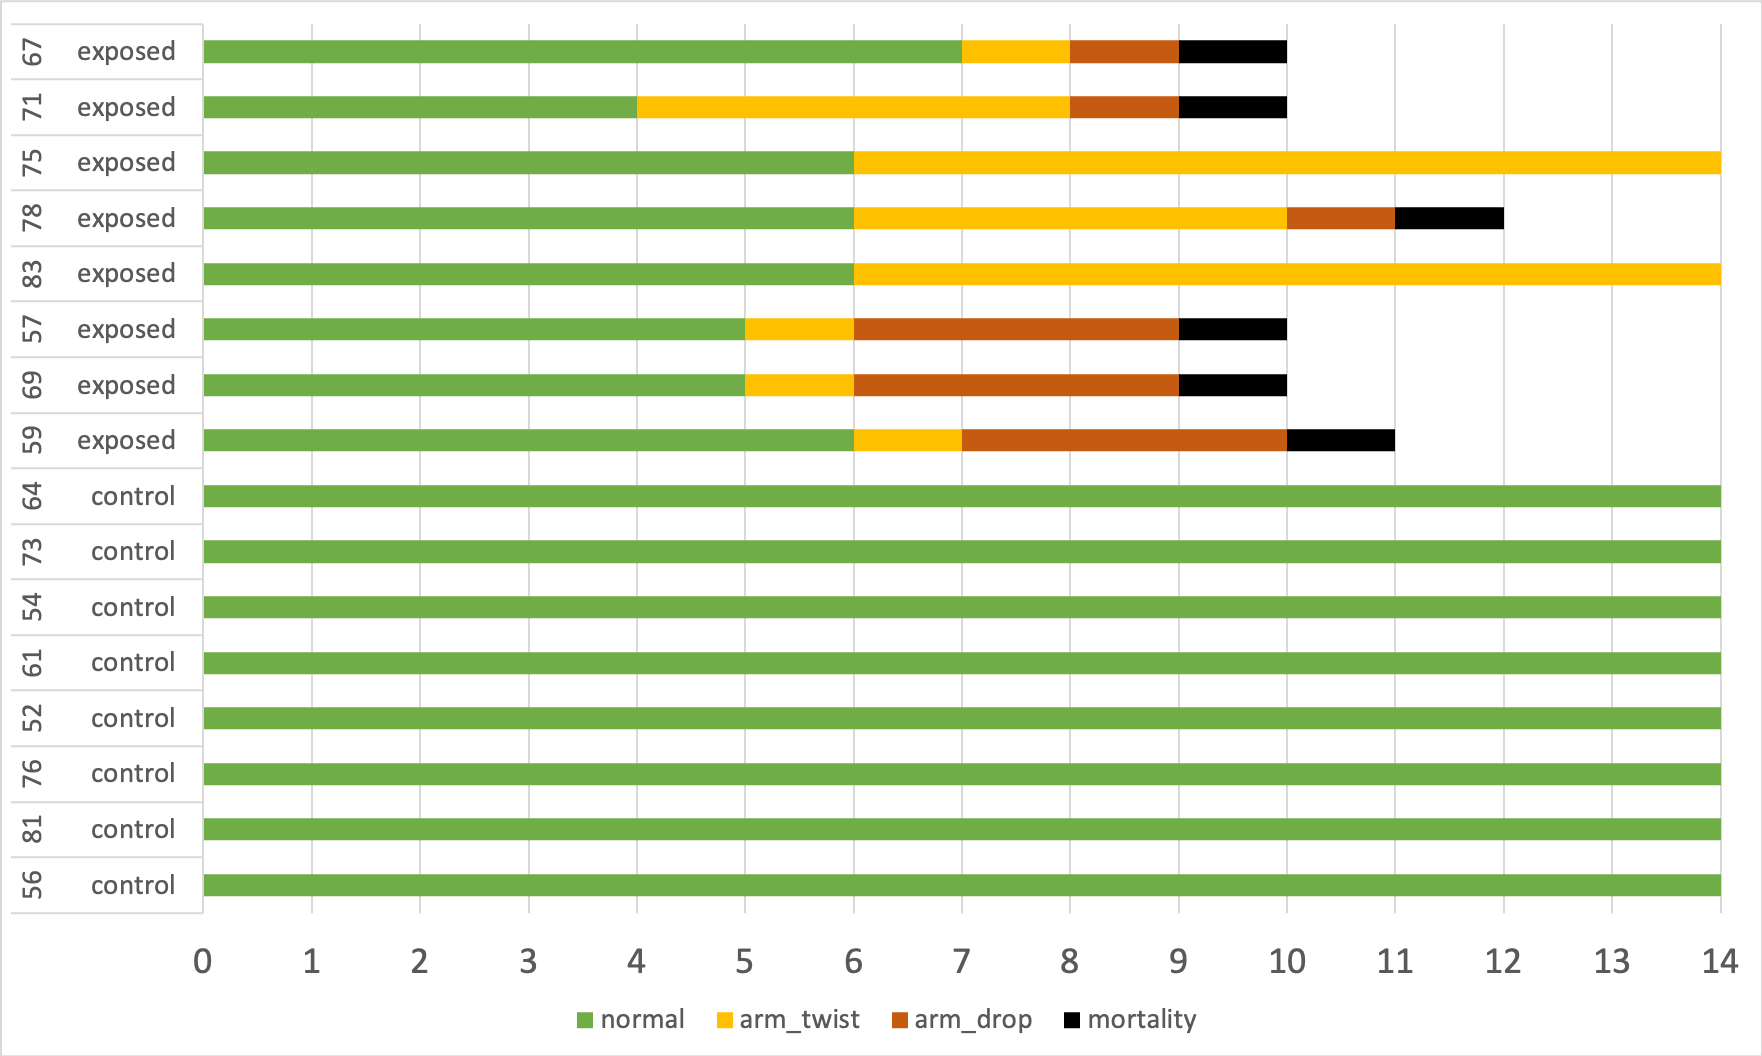 67 exposed
71 exposed
75 exposed
78 exposed
83 exposed
57 exposed
69 exposed
59 exposed
64 control
73 control
54 control
61 control
52 control
76 control
81 control
56 control
0 1 2 3 4 5 6 7 8 9 10 11 12 13 14
normal arm_twist arm_drop mortality